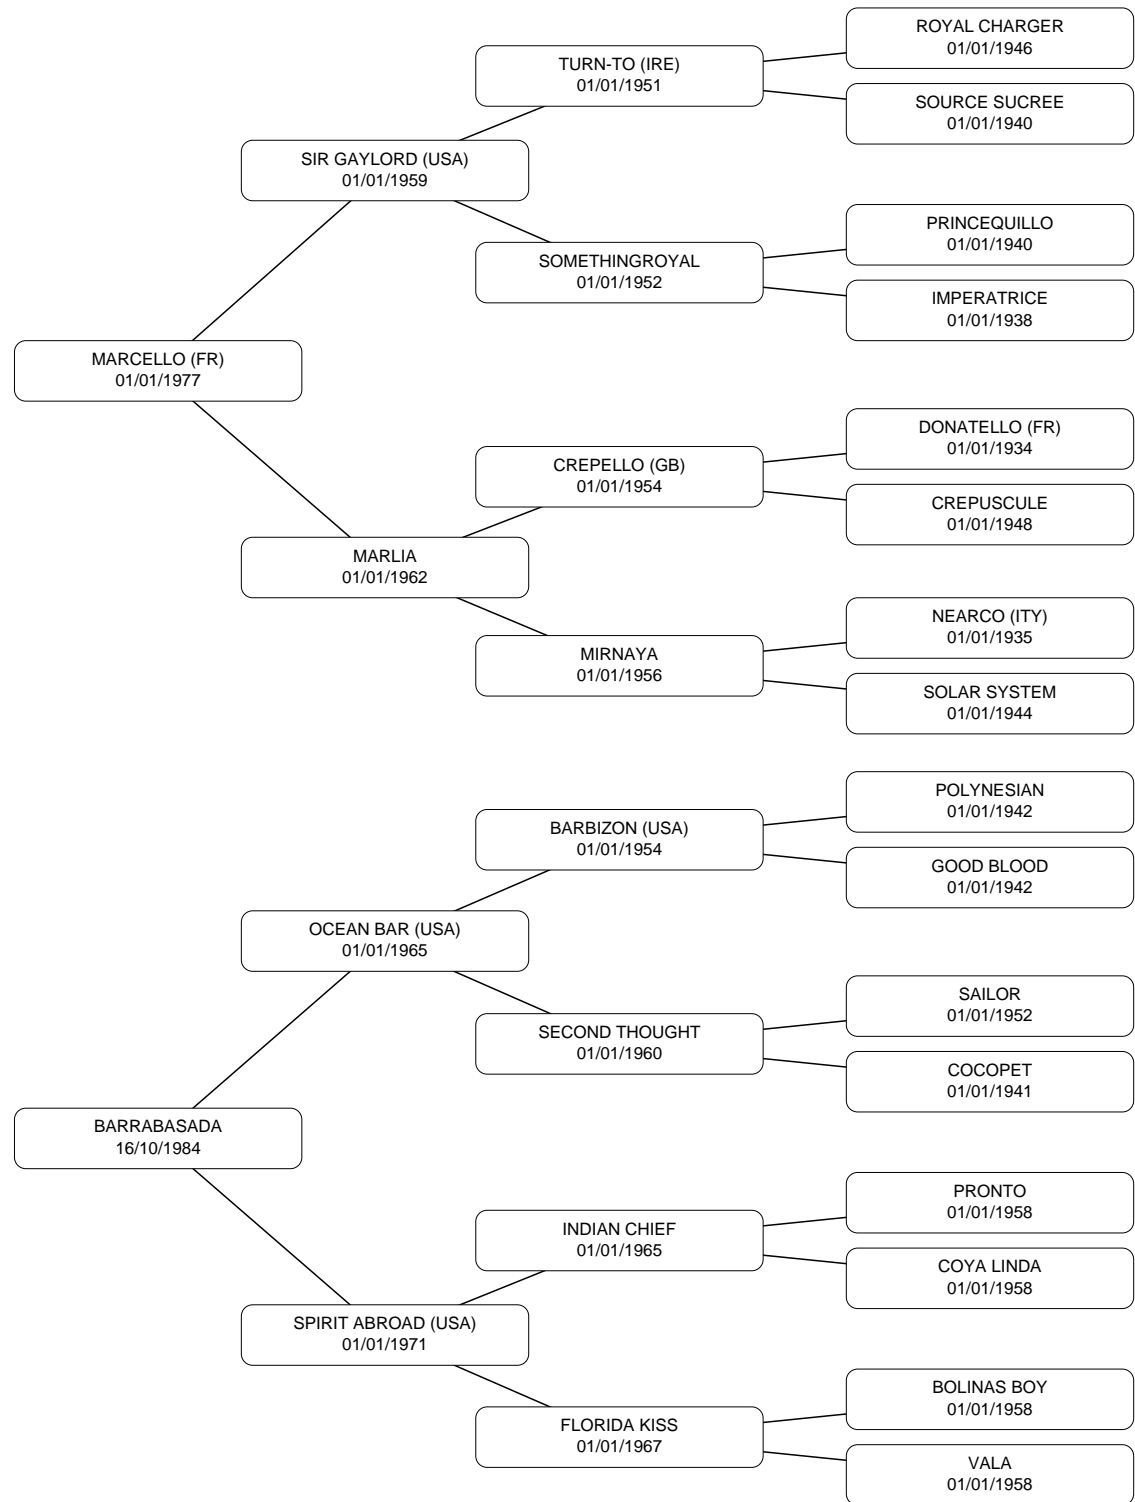 ROYAL CHARGER
01/01/1946
TURN-TO (IRE)
01/01/1951
SOURCE SUCREE
01/01/1940
SIR GAYLORD (USA)
01/01/1959
PRINCEQUILLO
01/01/1940
SOMETHINGROYAL
01/01/1952
IMPERATRICE
01/01/1938
MARCELLO (FR)
01/01/1977
DONATELLO (FR)
01/01/1934
CREPELLO (GB)
01/01/1954
CREPUSCULE
01/01/1948
MARLIA
01/01/1962
NEARCO (ITY)
01/01/1935
MIRNAYA
01/01/1956
SOLAR SYSTEM
01/01/1944
POLYNESIAN
01/01/1942
BARBIZON (USA)
01/01/1954
GOOD BLOOD
01/01/1942
OCEAN BAR (USA)
01/01/1965
SAILOR
01/01/1952
SECOND THOUGHT
01/01/1960
COCOPET
01/01/1941
BARRABASADA
16/10/1984
PRONTO
01/01/1958
INDIAN CHIEF
01/01/1965
COYA LINDA
01/01/1958
SPIRIT ABROAD (USA)
01/01/1971
BOLINAS BOY
01/01/1958
FLORIDA KISS
01/01/1967
VALA
01/01/1958